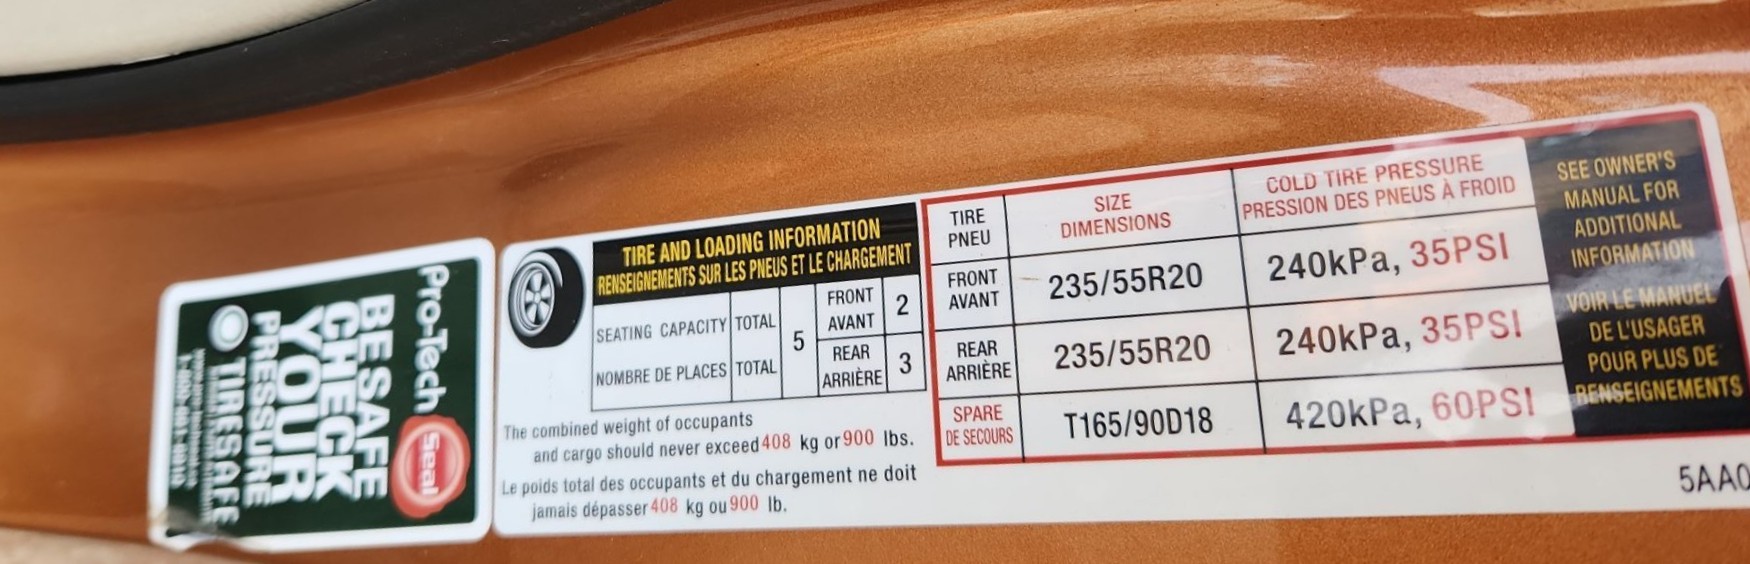 Pro-Tech
Seal
BE SAFE
CHECK
YOUR
PRESSURE
TIRESAFE
TIRE AND LOADING INFORMATION
RENSEIGNEMENTS SUR LES PNEUS ET LE CHARGEMENT
SEATING CAPACITY TOTAL 5 FRONT AVANT 2
NOMBRE DE PLACES TOTAL REAR ARRIÈRE 3
The combined weight of occupants
and cargo should never exceed 408 kg or 900 lbs.
Le poids total des occupants et du chargement ne doit
jamais dépasser 408 kg ou 900 lb.
TIRE PNEU SIZE DIMENSIONS COLD TIRE PRESSURE PRESSION DES PNEUS À FROID
FRONT AVANT 235/55R20 240kPa, 35PSI
REAR ARRIÈRE 235/55R20 240kPa, 35PSI
SPARE DE SECOURS T165/90D18 420kPa, 60PSI
SEE OWNER'S
MANUAL FOR
ADDITIONAL
INFORMATION
VOIR LE MANUEL
DE L'USAGER
POUR PLUS DE
RENSEIGNEMENTS
5AA0